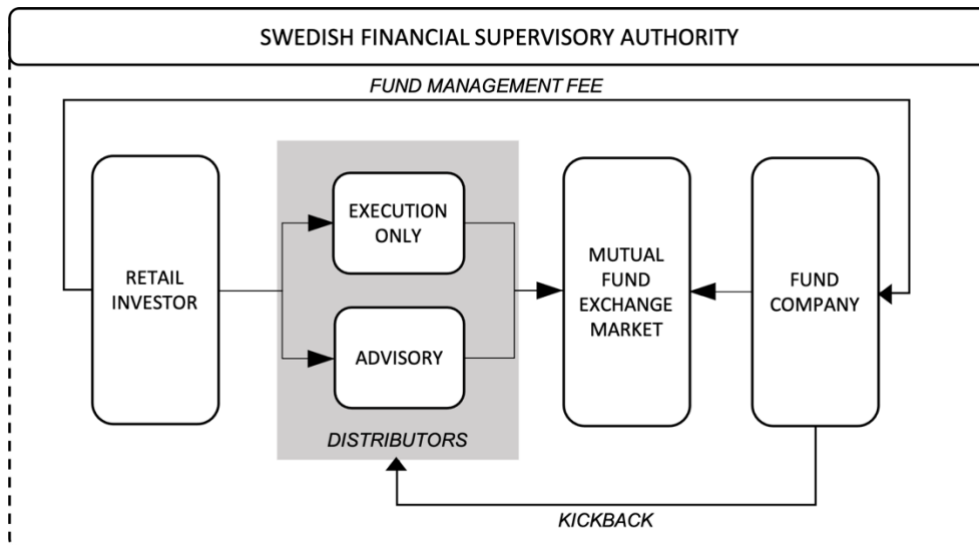 SWEDISH FINANCIAL SUPERVISORY AUTHORITY
FUND MANAGEMENT FEE
RETAIL
INVESTOR
EXECUTION
ONLY
ADVISORY
DISTRIBUTORS
MUTUAL
FUND
EXCHANGE
MARKET
FUND
COMPANY
KICKBACK